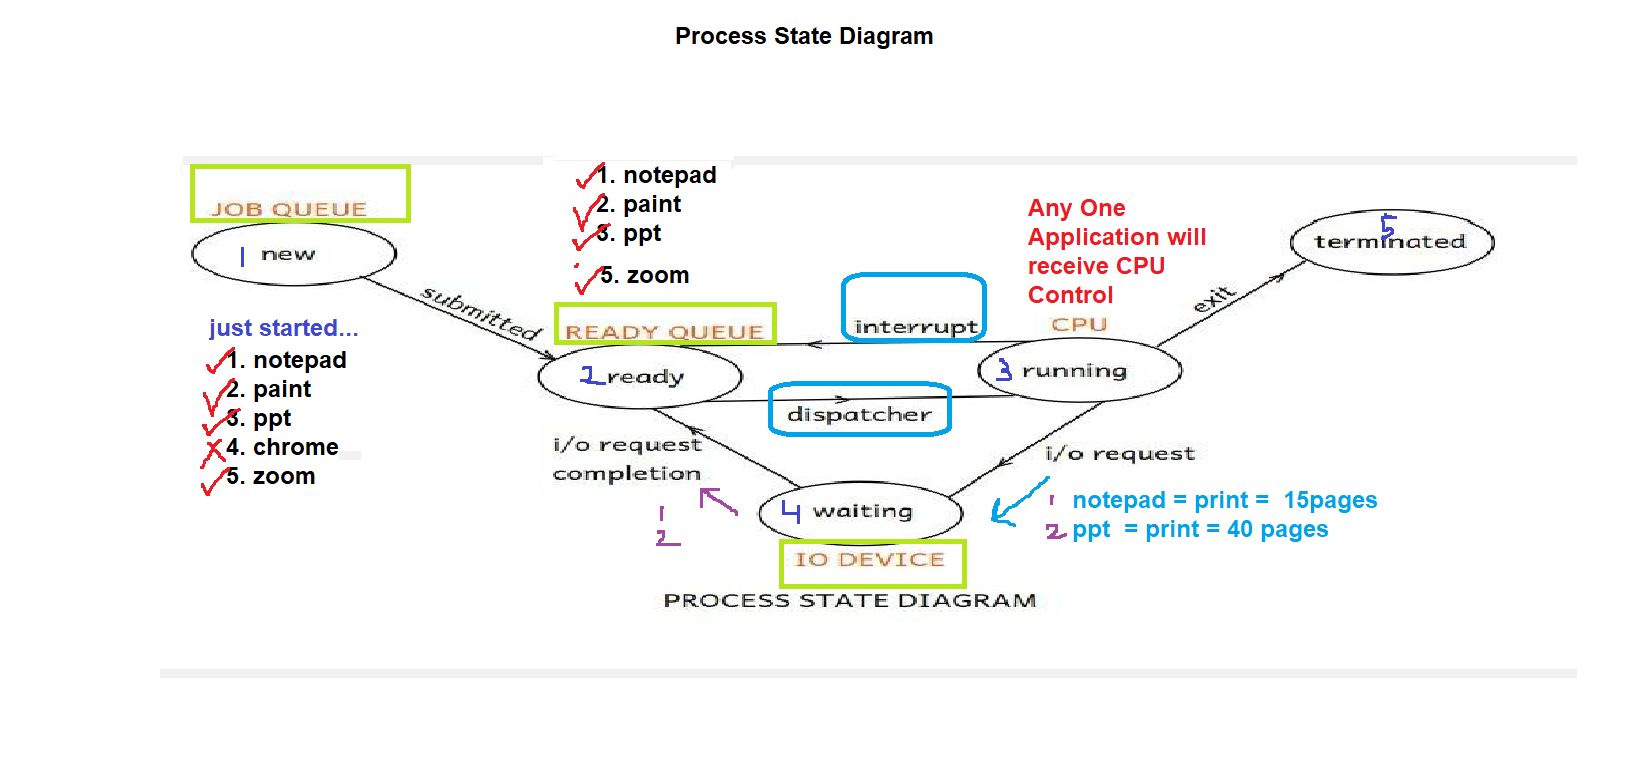 Process State Diagram
JOB QUEUE
1 new
just started...
1. notepad
2. paint
3. ppt
4. chrome
5. zoom
submitted
1. notepad
2. paint
3. ppt
5. zoom
READY QUEUE
2 ready
interrupt
dispatcher
Any One
Application will
receive CPU
Control
CPU
3 running
exit
5
terminated
i/o request
completion
1
2
4 waiting
IO DEVICE
i/o request
1 notepad = print = 15pages
2 ppt = print = 40 pages
PROCESS STATE DIAGRAM